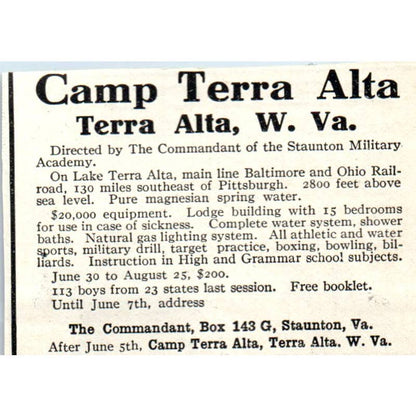 Camp Terra Alta
Terra Alta, W. Va.
Directed by The Commandant of the Staunton Military
Academy.
On Lake Terra Alta, main line Baltimore and Ohio Rail-
road, 130 miles southeast of Pittsburgh. 2800 feet above
sea level. Pure magnesian spring water.
$20,000 equipment. Lodge building with 15 bedrooms
for use in case of sickness. Complete water system, shower
baths. Natural gas lighting system. All athletic and water
sports, military drill, target practice, boxing, bowling, bil-
liards. Instruction in High and Grammar school subjects.
June 30 to August 25, $200.
113 boys from 23 states last session. Free booklet.
Until June 7th, address
The Commandant, Box 143 G, Staunton, Va.
After June 5th, Camp Terra Alta, Terra Alta. W. Va.